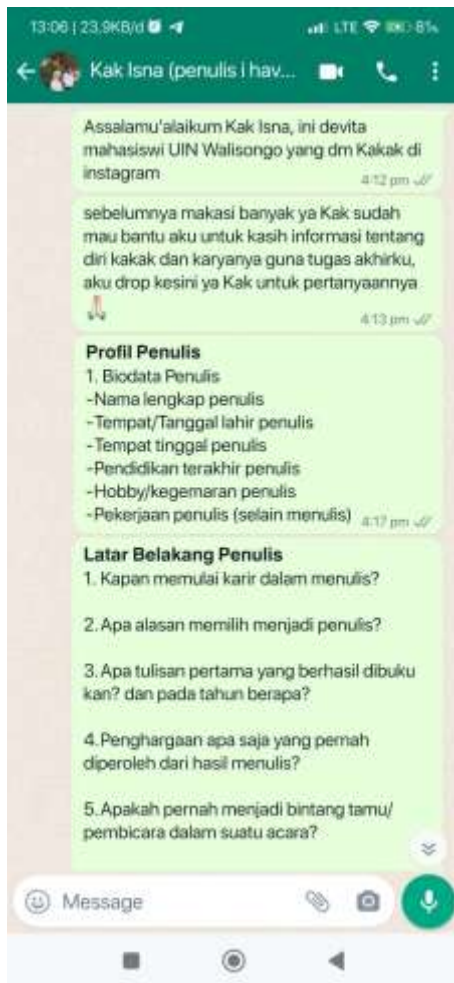 13:06 | 23,9KB/d
LTE 81%
Kak Isna (penulis i hav...
Assalamu'alaikum Kak Isna, ini devita
mahasiswi UIN Walisongo yang dm Kakak di
instagram
4:12 pm
sebelumnya makasi banyak ya Kak sudah
mau bantu aku untuk kasih informasi tentang
diri kakak dan karyanya guna tugas akhirku,
aku drop kesini ya Kak untuk pertanyaannya
🙏🏻
4:13 pm
Profil Penulis
1. Biodata Penulis
-Nama lengkap penulis
-Tempat/Tanggal lahir penulis
-Tempat tinggal penulis
-Pendidikan terakhir penulis
-Hobby/kegemaran penulis
-Pekerjaan penulis (selain menulis)
4:17 pm
Latar Belakang Penulis
1. Kapan memulai karir dalam menulis?
2. Apa alasan memilih menjadi penulis?
3. Apa tulisan pertama yang berhasil dibuku
kan? dan pada tahun berapa?
4. Penghargaan apa saja yang pernah
diperoleh dari hasil menulis?
5. Apakah pernah menjadi bintang tamu/
pembicara dalam suatu acara?
Message